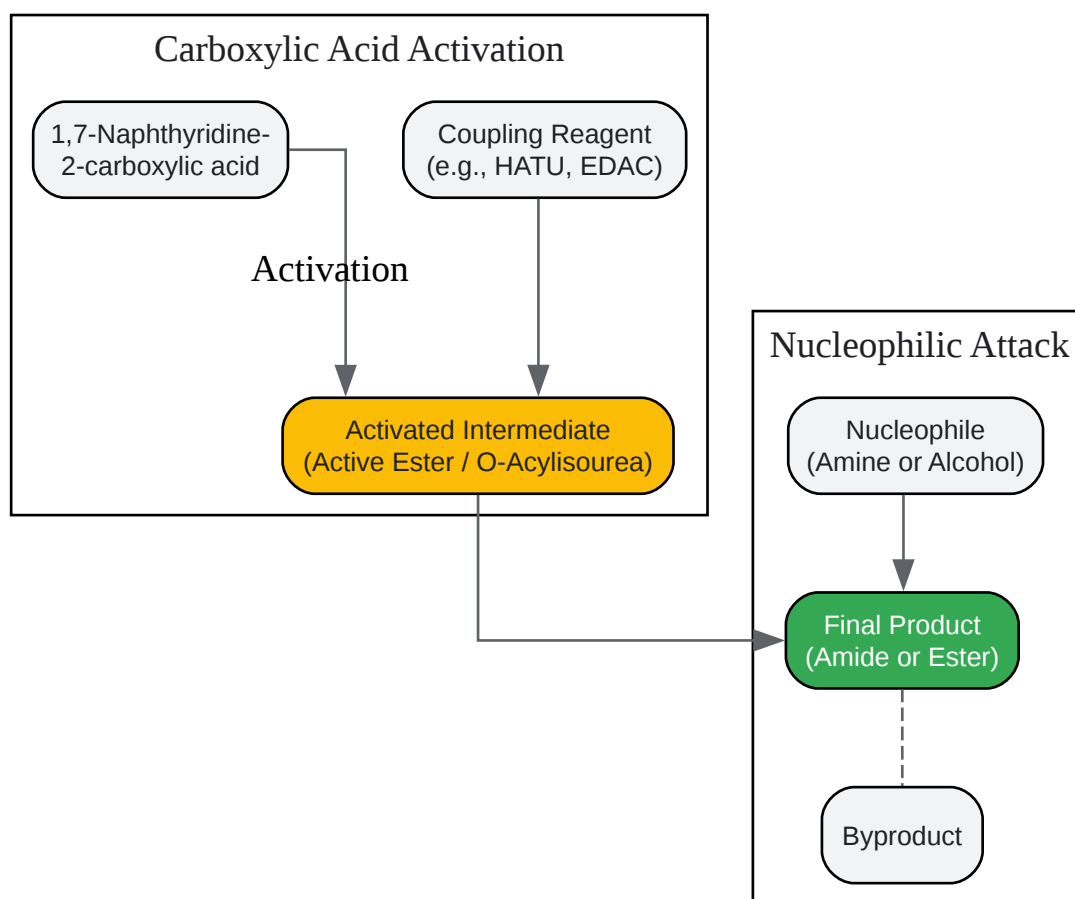 Carboxylic Acid Activation
1,7-Naphthyridine-
2-carboxylic acid
Coupling Reagent
(e.g., HATU, EDAC)
Activation
Activated Intermediate
(Active Ester / O-Acylisourea)
Nucleophilic Attack
Nucleophile
(Amine or Alcohol)
Final Product
(Amide or Ester)
Byproduct